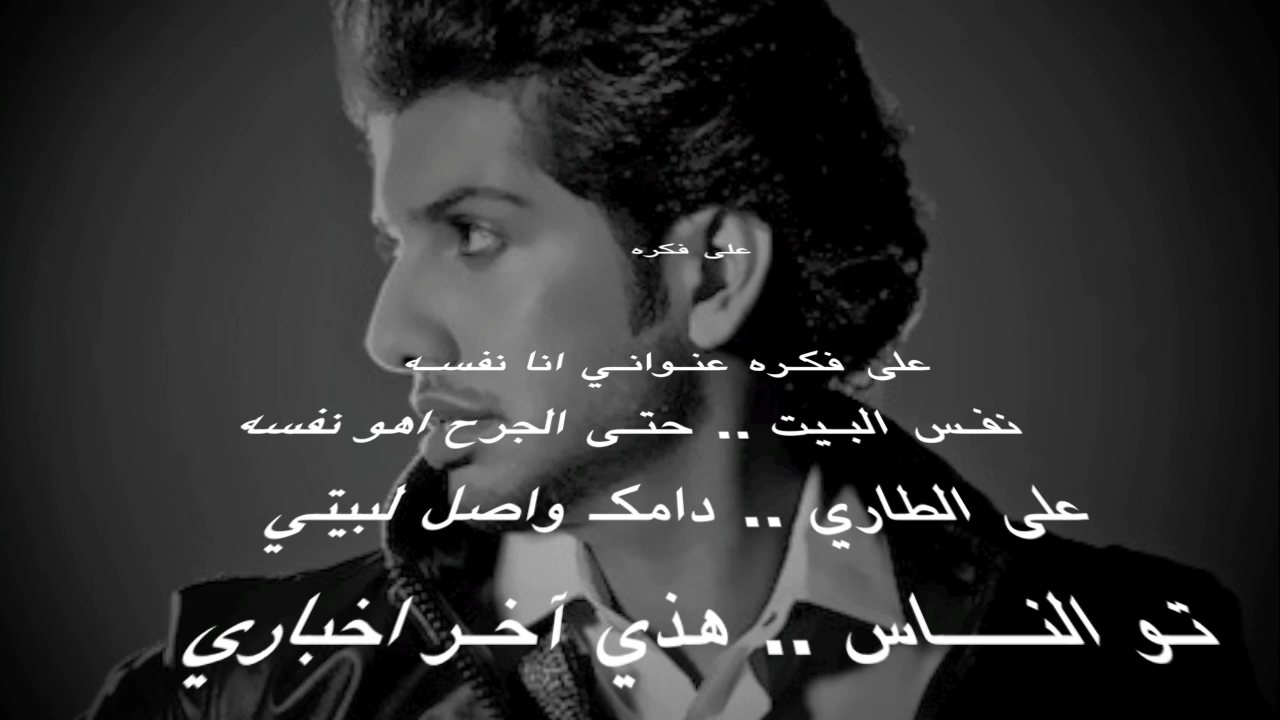 على فكره
على فكره عنواني انا نفسه
نفس البيت .. حتى الجرح اهو نفسه
على الطاري .. دامك واصل لبيتي
تو الناس .. هذي آخر اخباري